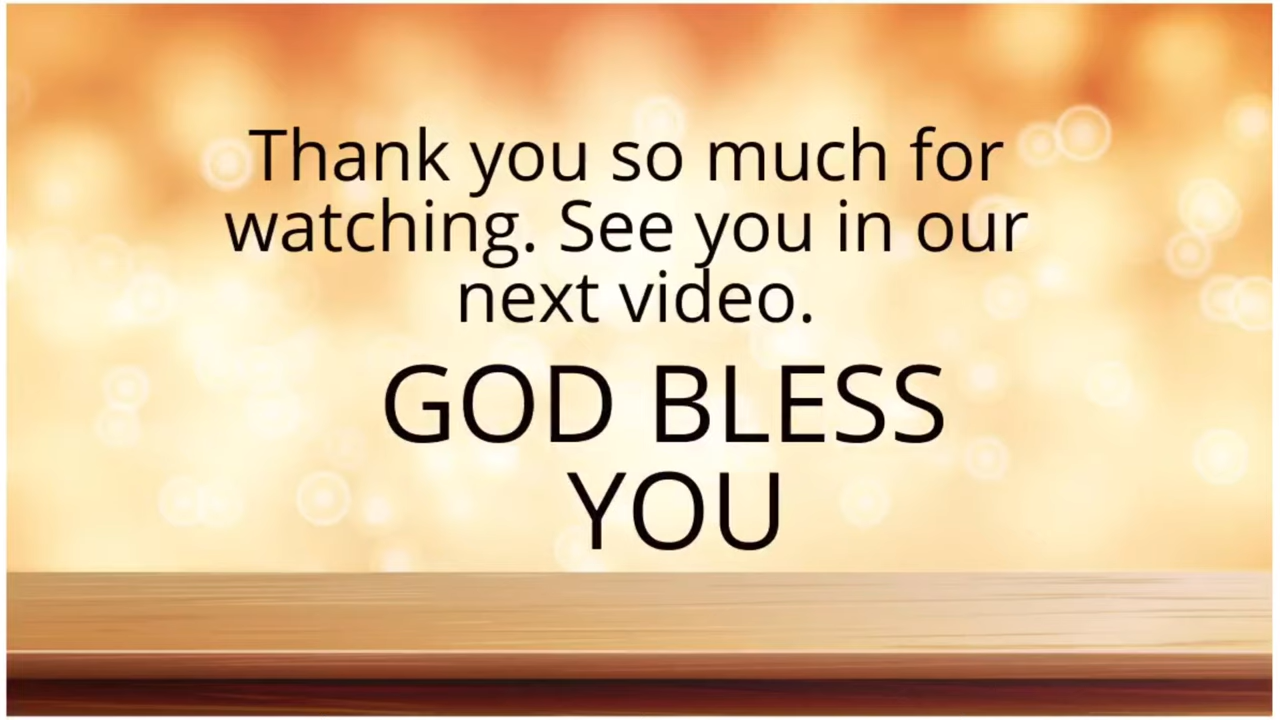 Thank you so much for
watching. See you in our
next video.
GOD BLESS
YOU